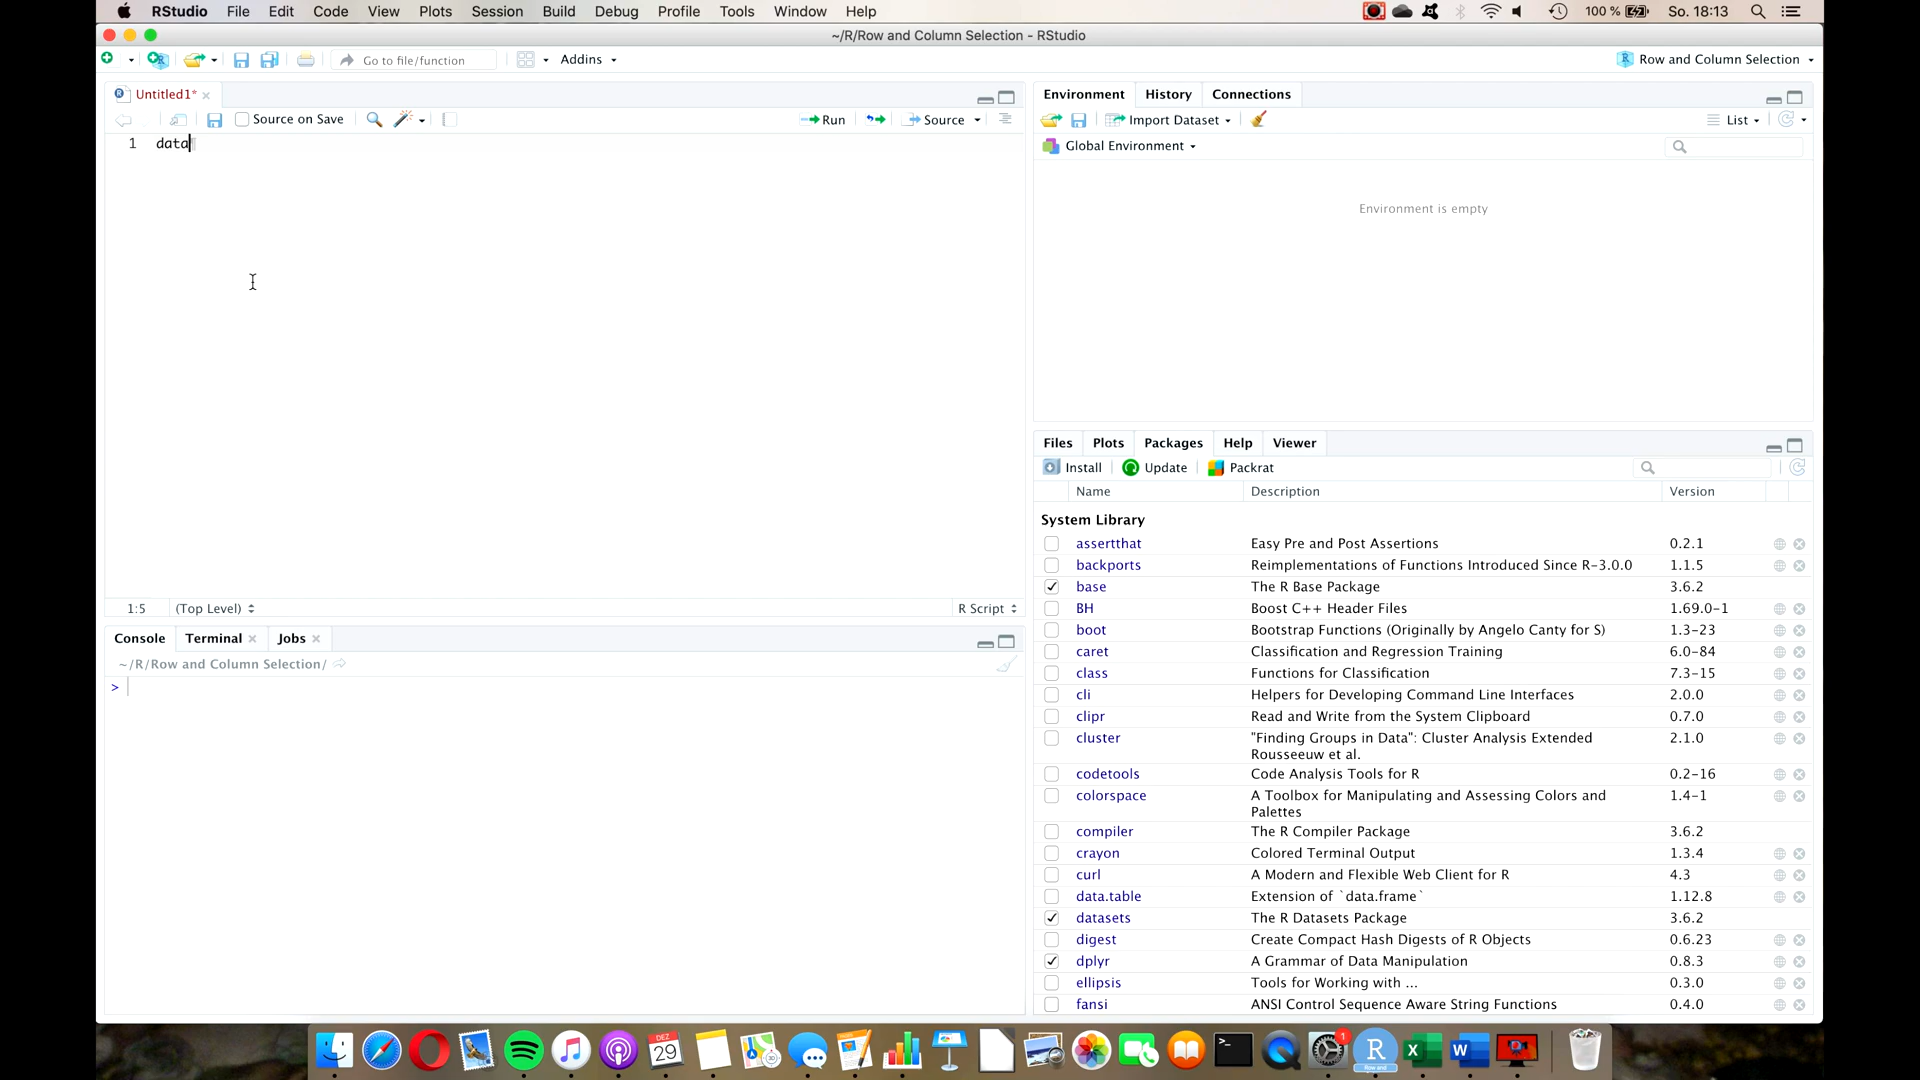 RStudio File Edit Code View Plots Session Build Debug Profile Tools Window Help 100 % So. 18:13
~/R/Row and Column Selection - RStudio
Go to file/function Addins Row and Column Selection
Untitled1*
Source on Save Run Source
1 data
1:5 (Top Level) R Script
Console Terminal Jobs
~/R/Row and Column Selection/
>
Environment History Connections
Import Dataset List
Global Environment
Environment is empty
Files Plots Packages Help Viewer
Install Update Packrat
Name Description Version
System Library
assertthat Easy Pre and Post Assertions 0.2.1
backports Reimplementations of Functions Introduced Since R-3.0.0 1.1.5
base The R Base Package 3.6.2
BH Boost C++ Header Files 1.69.0-1
boot Bootstrap Functions (Originally by Angelo Canty for S) 1.3-23
caret Classification and Regression Training 6.0-84
class Functions for Classification 7.3-15
cli Helpers for Developing Command Line Interfaces 2.0.0
clipr Read and Write from the System Clipboard 0.7.0
cluster "Finding Groups in Data": Cluster Analysis Extended 2.1.0
Rousseeuw et al.
codetools Code Analysis Tools for R 0.2-16
colorspace A Toolbox for Manipulating and Assessing Colors and 1.4-1
Palettes
compiler The R Compiler Package 3.6.2
crayon Colored Terminal Output 1.3.4
curl A Modern and Flexible Web Client for R 4.3
data.table Extension of `data.frame` 1.12.8
datasets The R Datasets Package 3.6.2
digest Create Compact Hash Digests of R Objects 0.6.23
dplyr A Grammar of Data Manipulation 0.8.3
ellipsis Tools for Working with ... 0.3.0
fansi ANSI Control Sequence Aware String Functions 0.4.0
DEZ
29
1
R
X
W